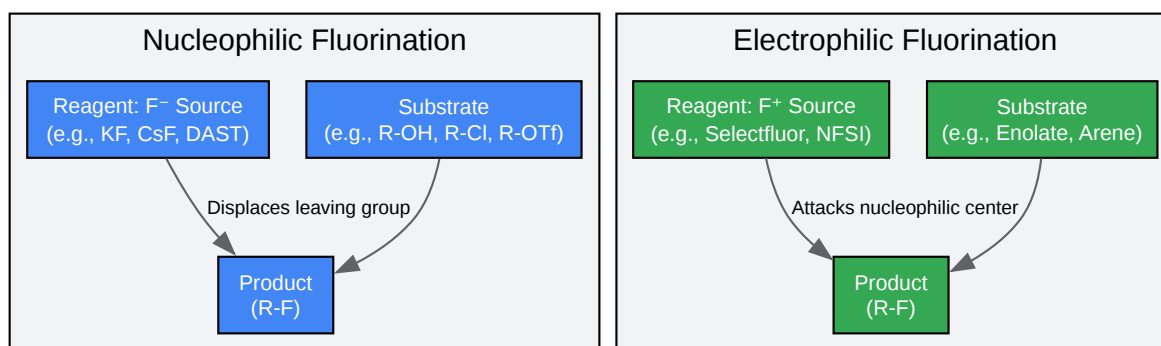 Nucleophilic Fluorination
Reagent: F⁻ Source
(e.g., KF, CsF, DAST)
Substrate
(e.g., R-OH, R-Cl, R-OTf)
Displaces leaving group
Product
(R-F)
Electrophilic Fluorination
Reagent: F⁺ Source
(e.g., Selectfluor, NFSI)
Substrate
(e.g., Enolate, Arene)
Attacks nucleophilic center
Product
(R-F)